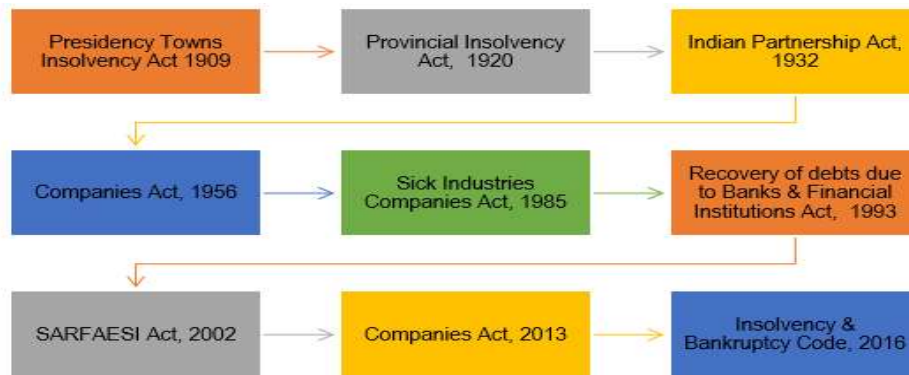 Presidency Towns
Insolvency Act 1909
Provincial Insolvency
Act, 1920
Indian Partnership Act,
1932
Companies Act, 1956
Sick Industries
Companies Act, 1985
Recovery of debts due
to Banks & Financial
Institutions Act, 1993
SARFAESI Act, 2002
Companies Act, 2013
Insolvency &
Bankruptcy Code, 2016